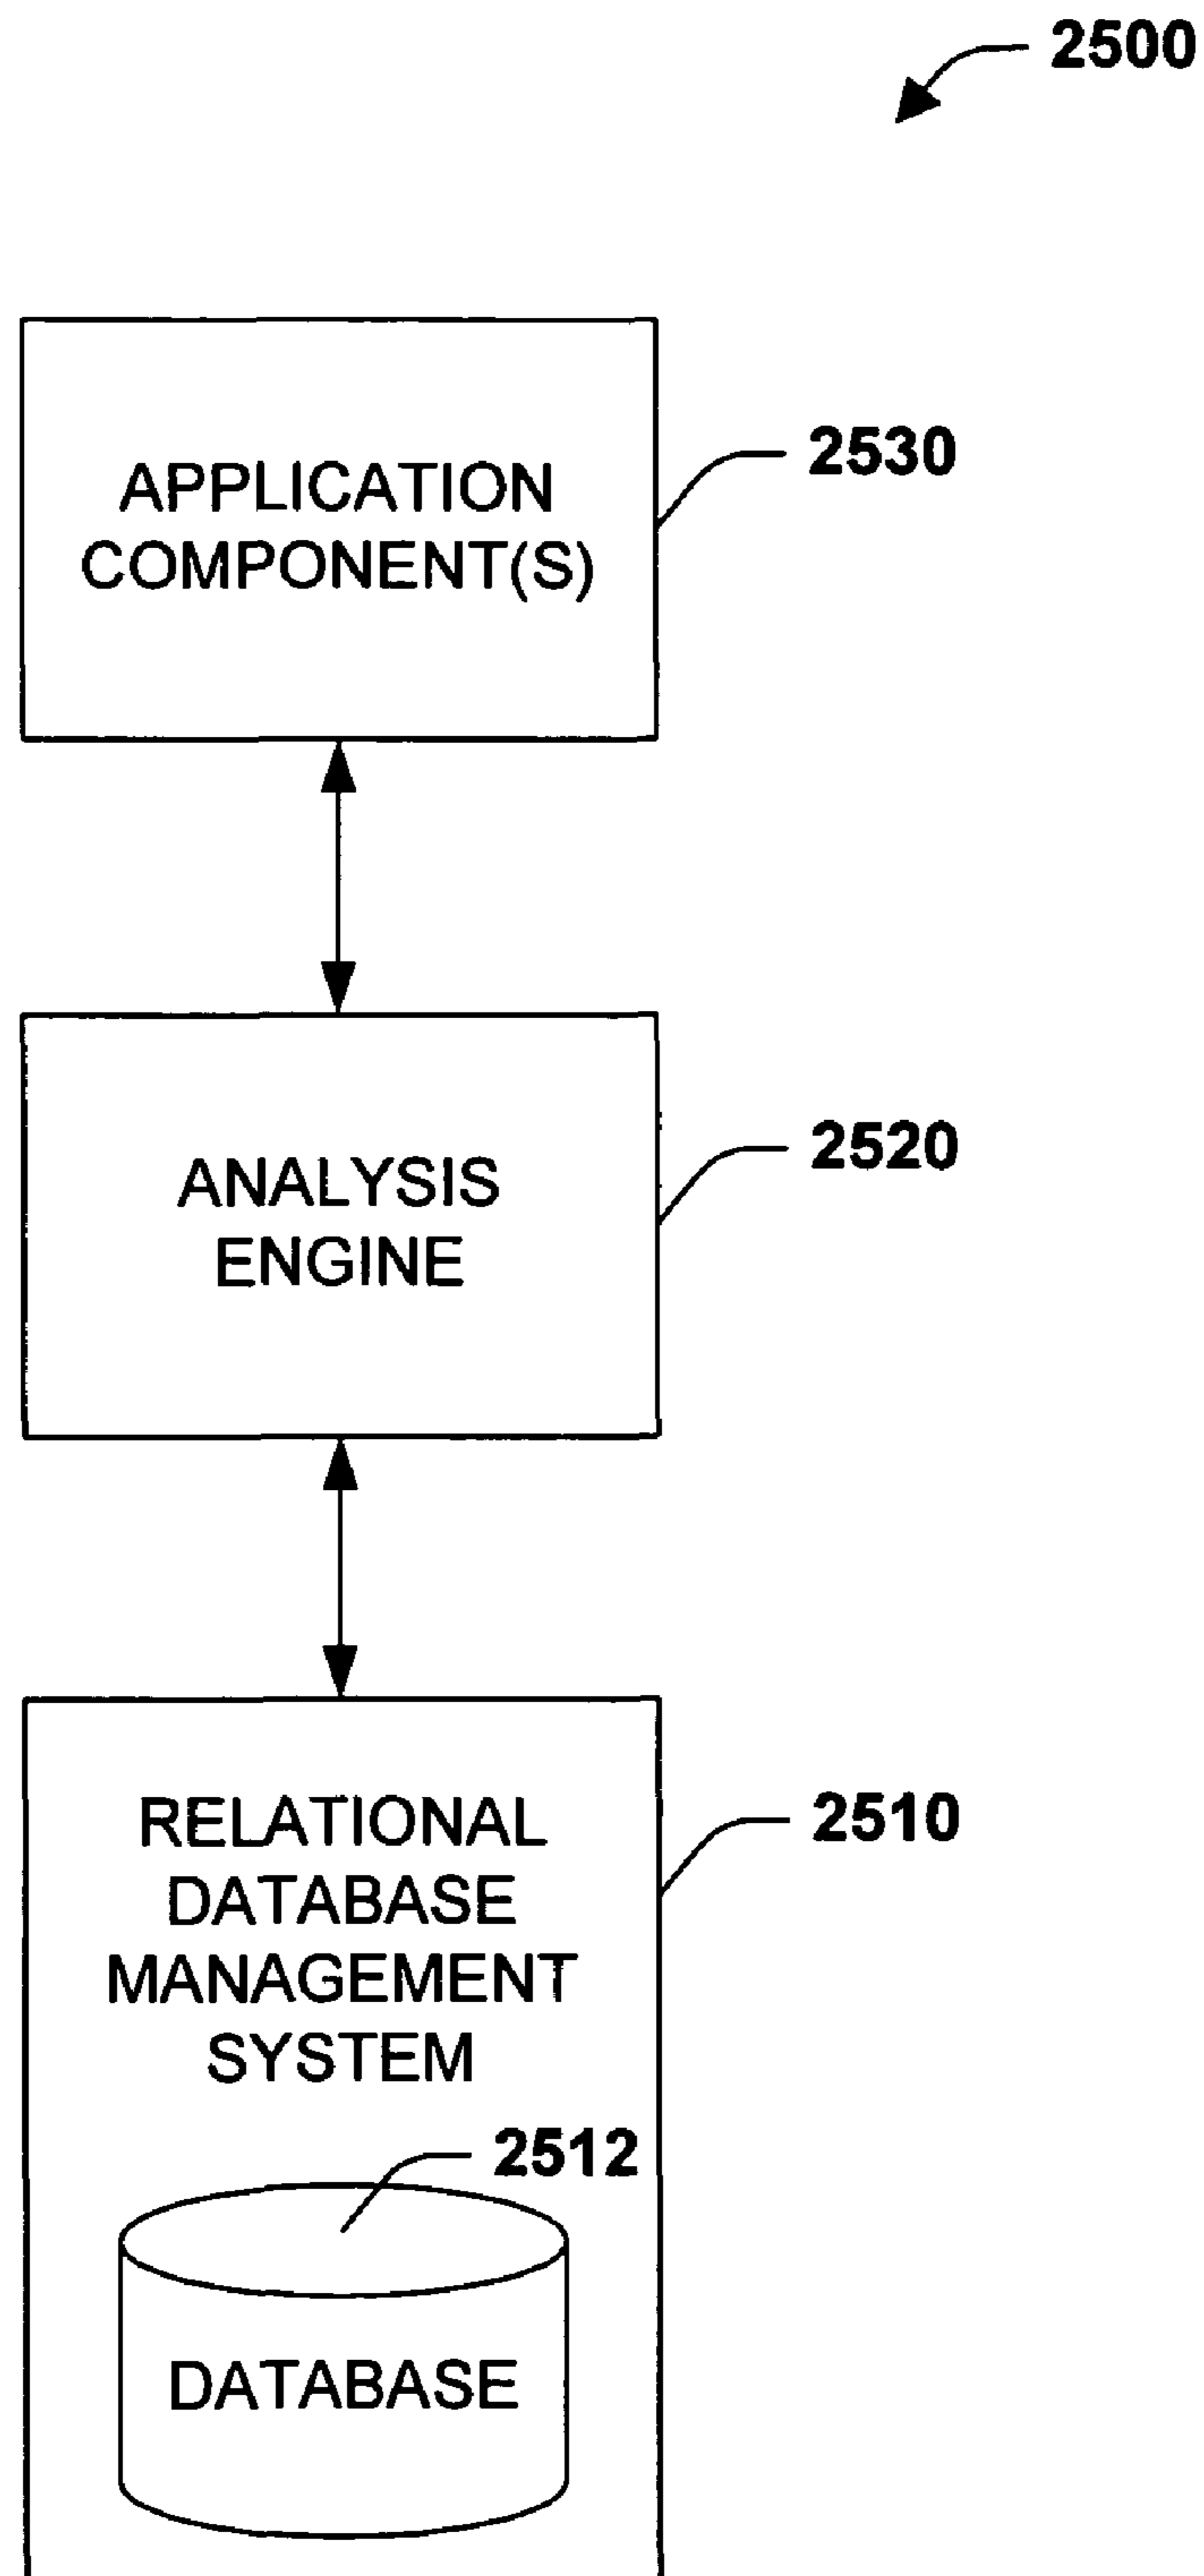 2500
APPLICATION
COMPONENT(S)
2530
ANALYSIS
ENGINE
2520
RELATIONAL
DATABASE
MANAGEMENT
SYSTEM
2510
2512
DATABASE